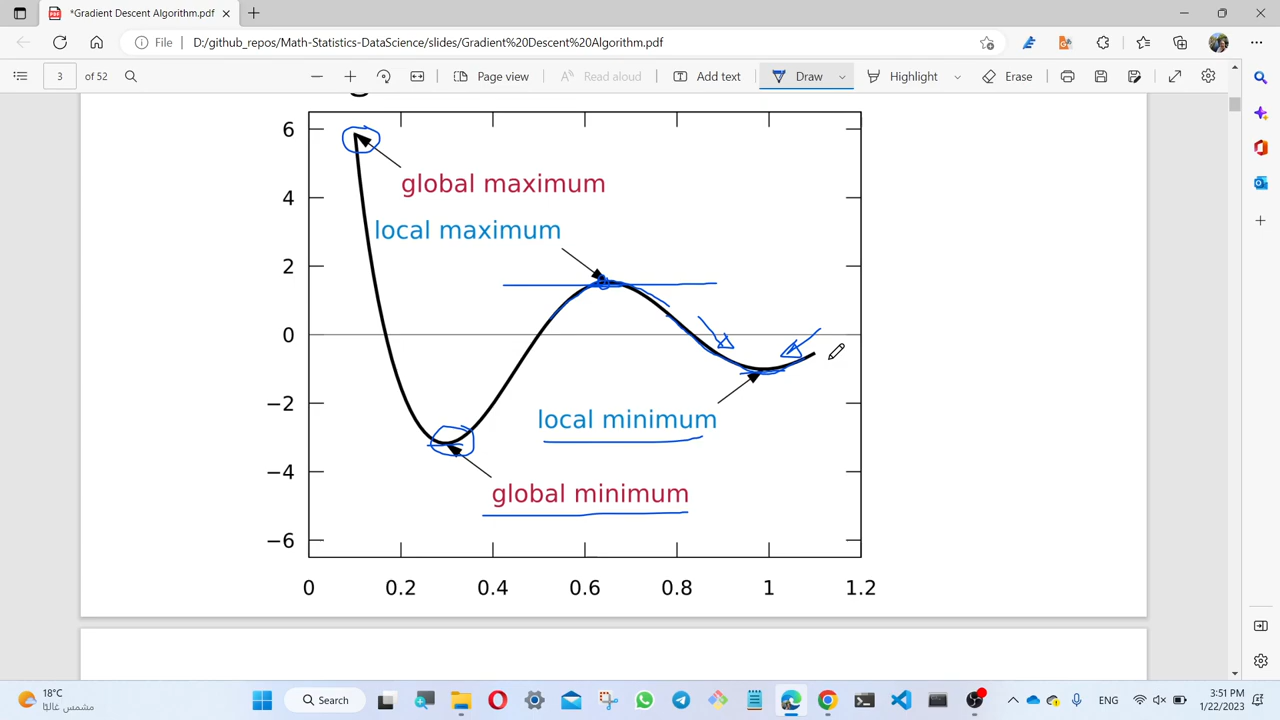 *Gradient Descent Algorithm.pdf
File D:/github_repos/Math-Statistics-DataScience/slides/Gradient%20Descent%20Algorithm.pdf
3 of 52 Page view Read aloud Add text Draw Highlight Erase
6
global maximum
4
local maximum
2
0
−2
local minimum
−4
global minimum
−6
0 0.2 0.4 0.6 0.8 1 1.2
18°C
مشمس غالبًا
Search
ENG
3:51 PM
1/22/2023